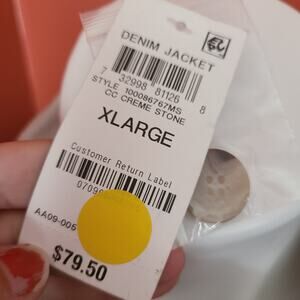 DENIM JACKET
7 32998 81126 8
STYLE 100086767MS
CC CREME STONE
XLARGE
Customer Return Label
AA09-005
$79.50